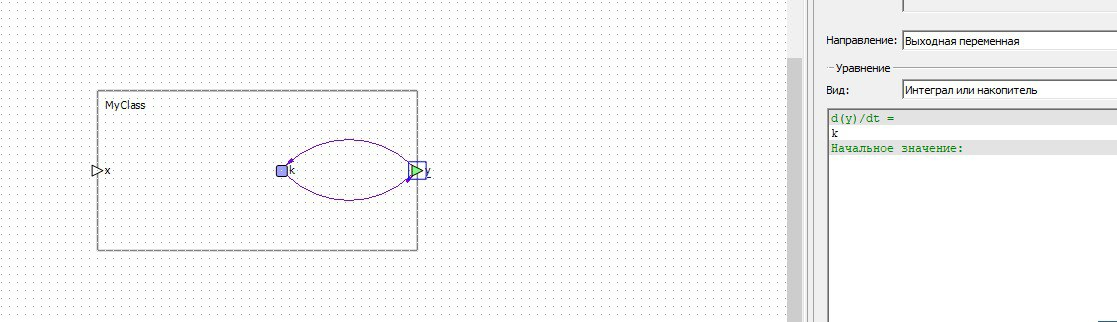 MyClass
x
k
y
Направление: Выходная переменная
Уравнение
Вид: Интеграл или накопитель
d(y)/dt =
k
Начальное значение: